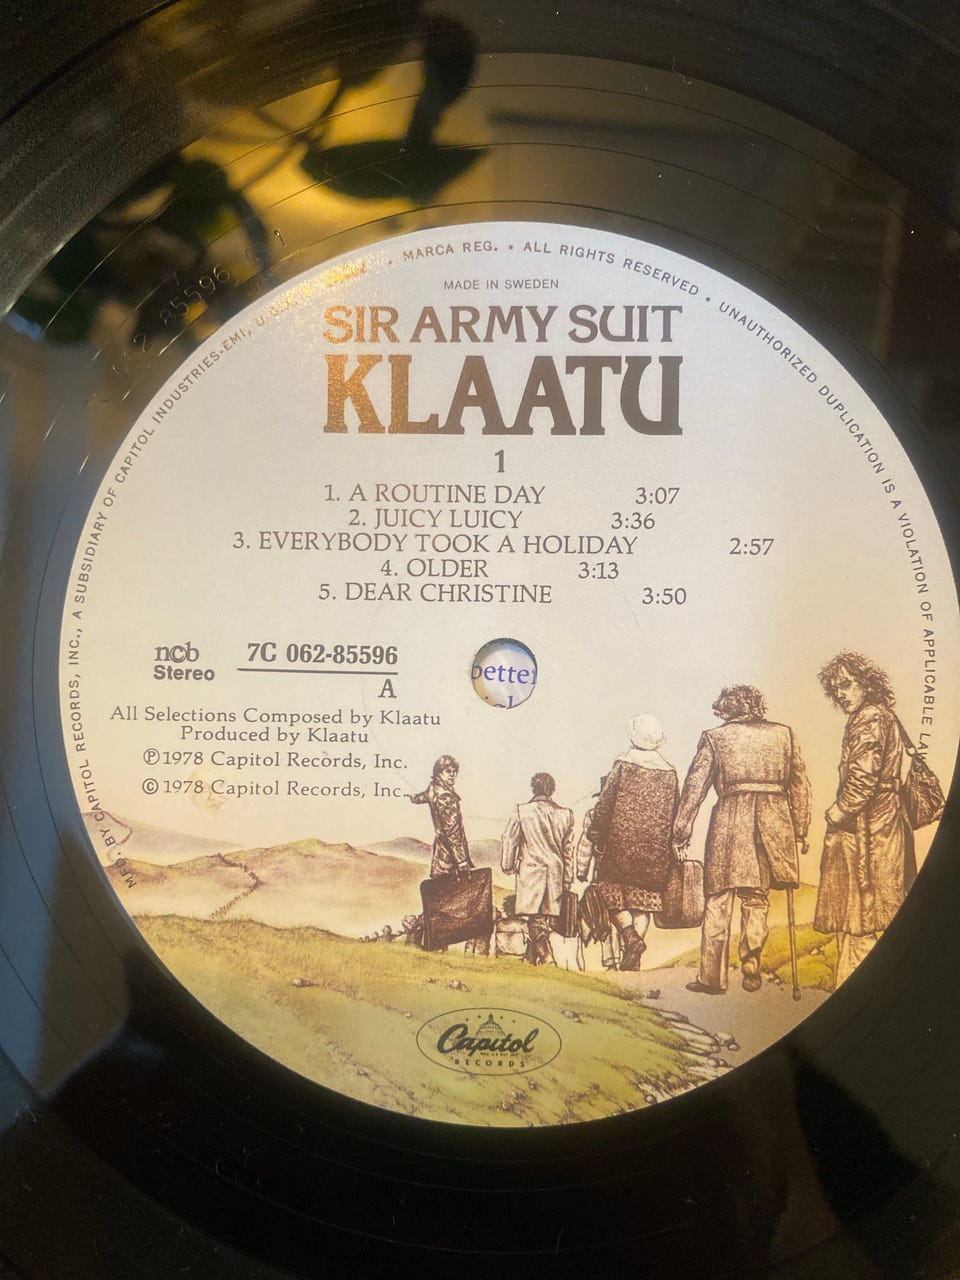 MFD. BY CAPITOL RECORDS, INC., A SUBSIDIARY OF CAPITOL INDUSTRIES-EMI, • MARCA REG. • ALL RIGHTS RESERVED • UNAUTHORIZED DUPLICATION IS A VIOLATION OF APPLICABLE LAW
MADE IN SWEDEN
SIR ARMY SUIT
KLAATU
1
1. A ROUTINE DAY 3:07
2. JUICY LUICY 3:36
3. EVERYBODY TOOK A HOLIDAY 2:57
4. OLDER 3:13
5. DEAR CHRISTINE 3:50
ncb
Stereo
7C 062-85596
A
All Selections Composed by Klaatu
Produced by Klaatu
℗1978 Capitol Records, Inc.
©1978 Capitol Records, Inc.
Capitol
RECORDS
85596